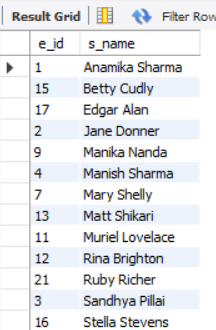 Result Grid Filter Row
e_id s_name
1 Anamika Sharma
15 Betty Cudly
17 Edgar Alan
2 Jane Donner
9 Manika Nanda
4 Manish Sharma
7 Mary Shelly
13 Matt Shikari
11 Muriel Lovelace
12 Rina Brighton
21 Ruby Richer
3 Sandhya Pillai
16 Stella Stevens